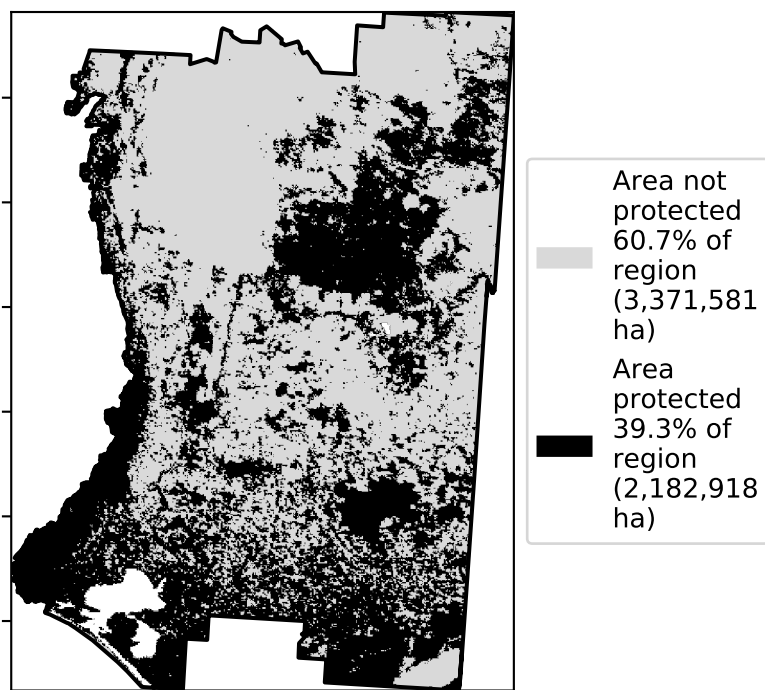 Area not
protected
60.7% of
region
(3,371,581
ha)
Area
protected
39.3% of
region
(2,182,918
ha)